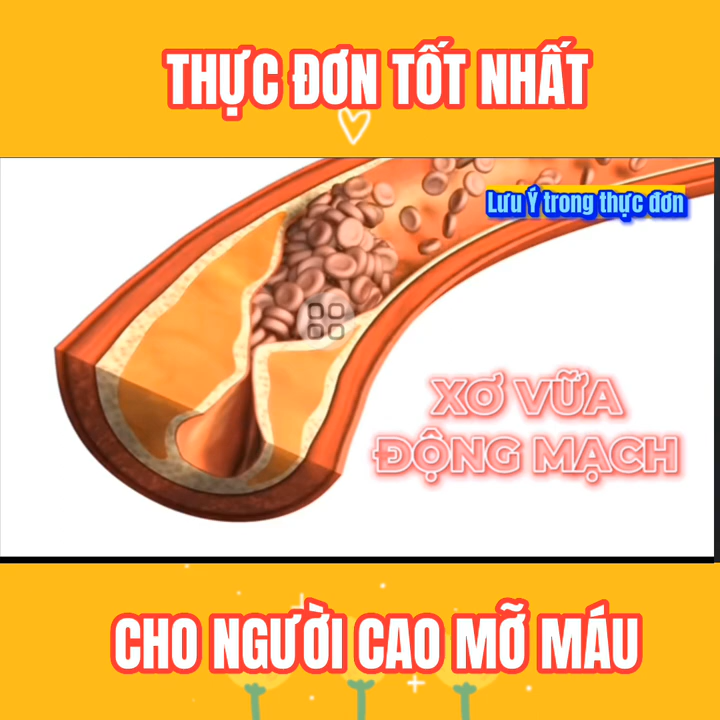 THỰC ĐƠN TỐT NHẤT
Lưu Ý trong thực đơn
XƠ VỮA
ĐỘNG MẠCH
CHO NGƯỜI CAO MỠ MÁU